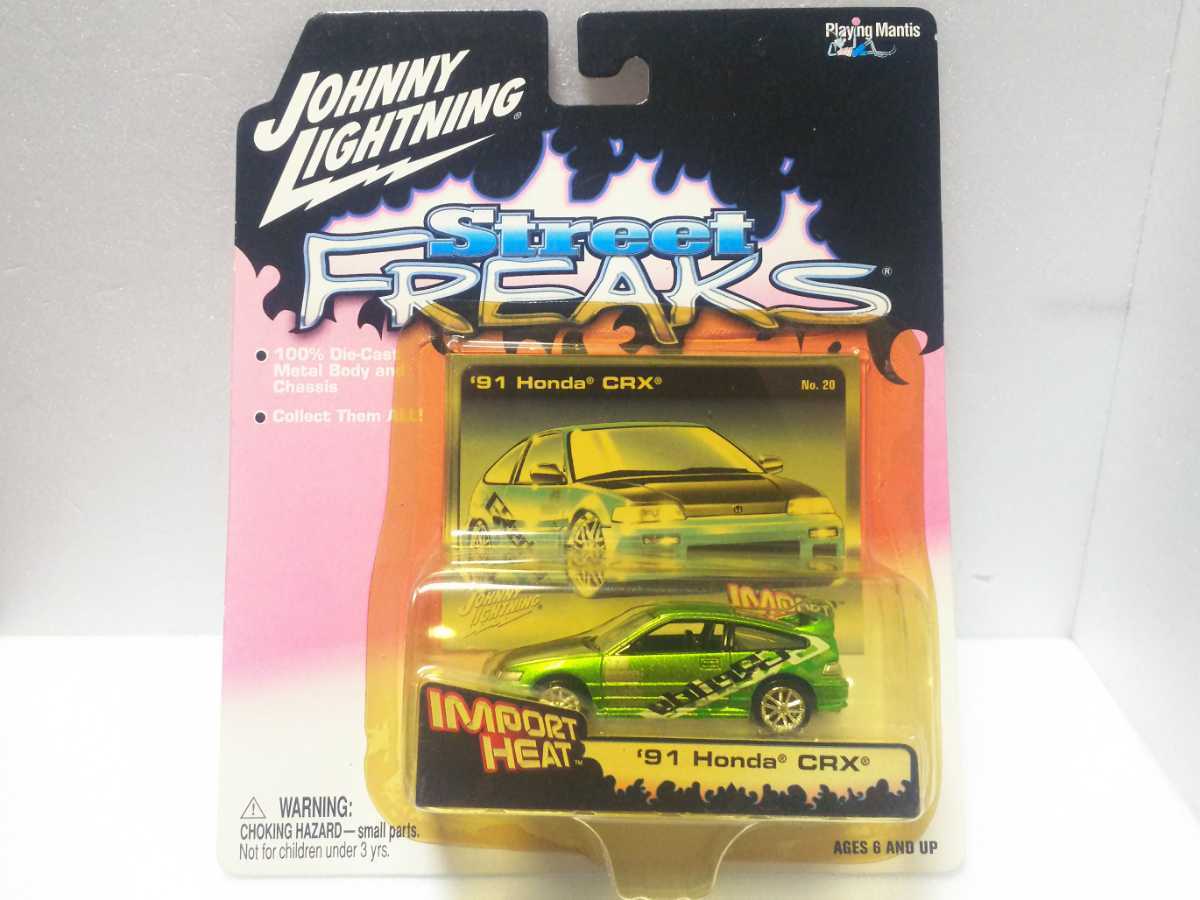 Playing Mantis
JOHNNY
LIGHTNING®
Street
FREAKS®
100% Die-Cast
Metal Body and
Chassis
Collect Them ALL!
'91 Honda® CRX®
No. 20
JOHNNY
LIGHTNING
IMPORT
IMPORT
HEAT™
'91 Honda® CRX®
WARNING:
CHOKING HAZARD — small parts.
Not for children under 3 yrs.
AGES 6 AND UP